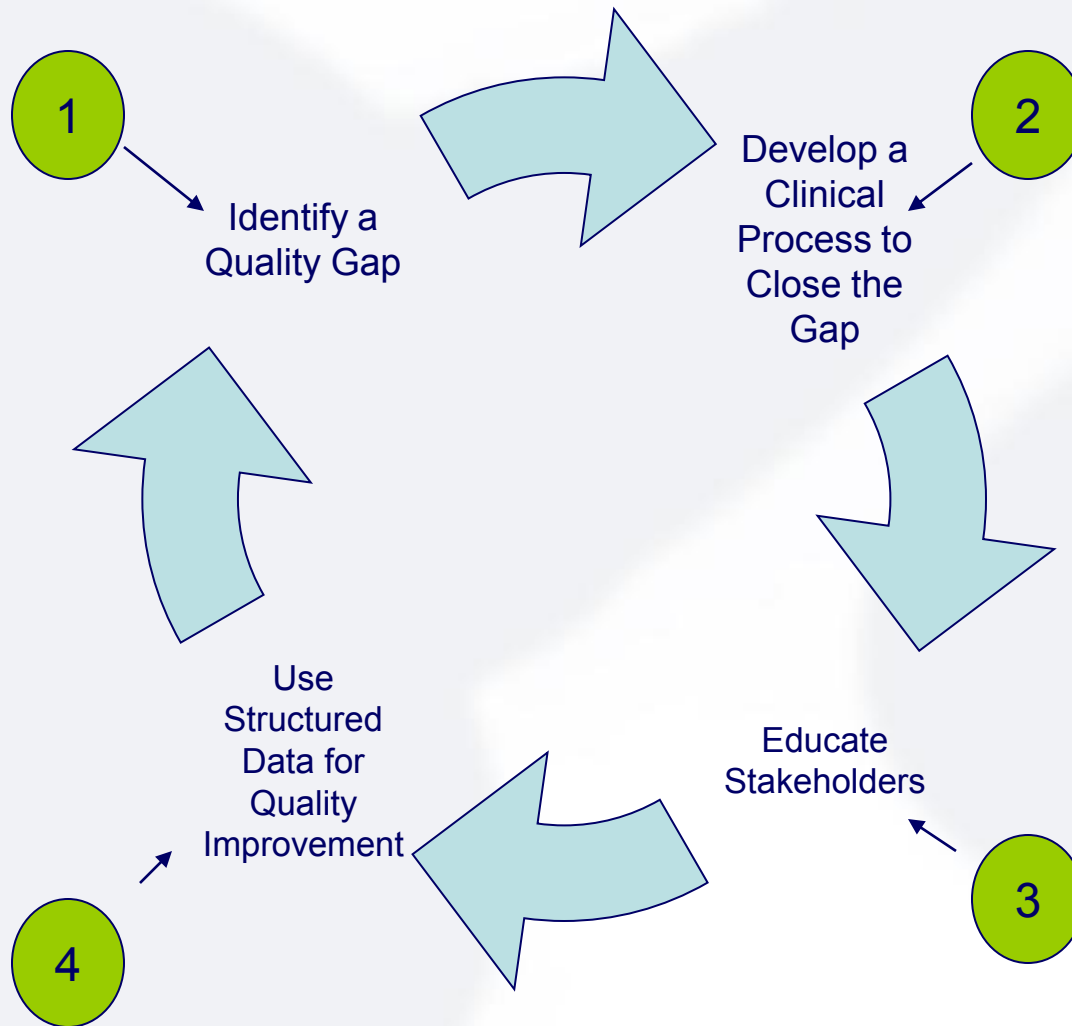 1
Identify a
Quality Gap
2
Develop a
Clinical
Process to
Close the
Gap
3
Educate
Stakeholders
4
Use
Structured
Data for
Quality
Improvement